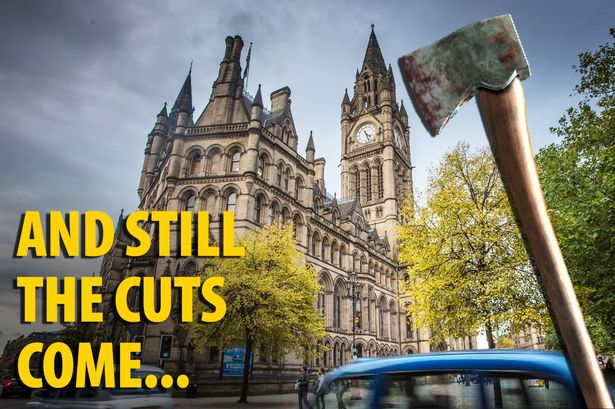 AND STILL
THE CUTS
COME...